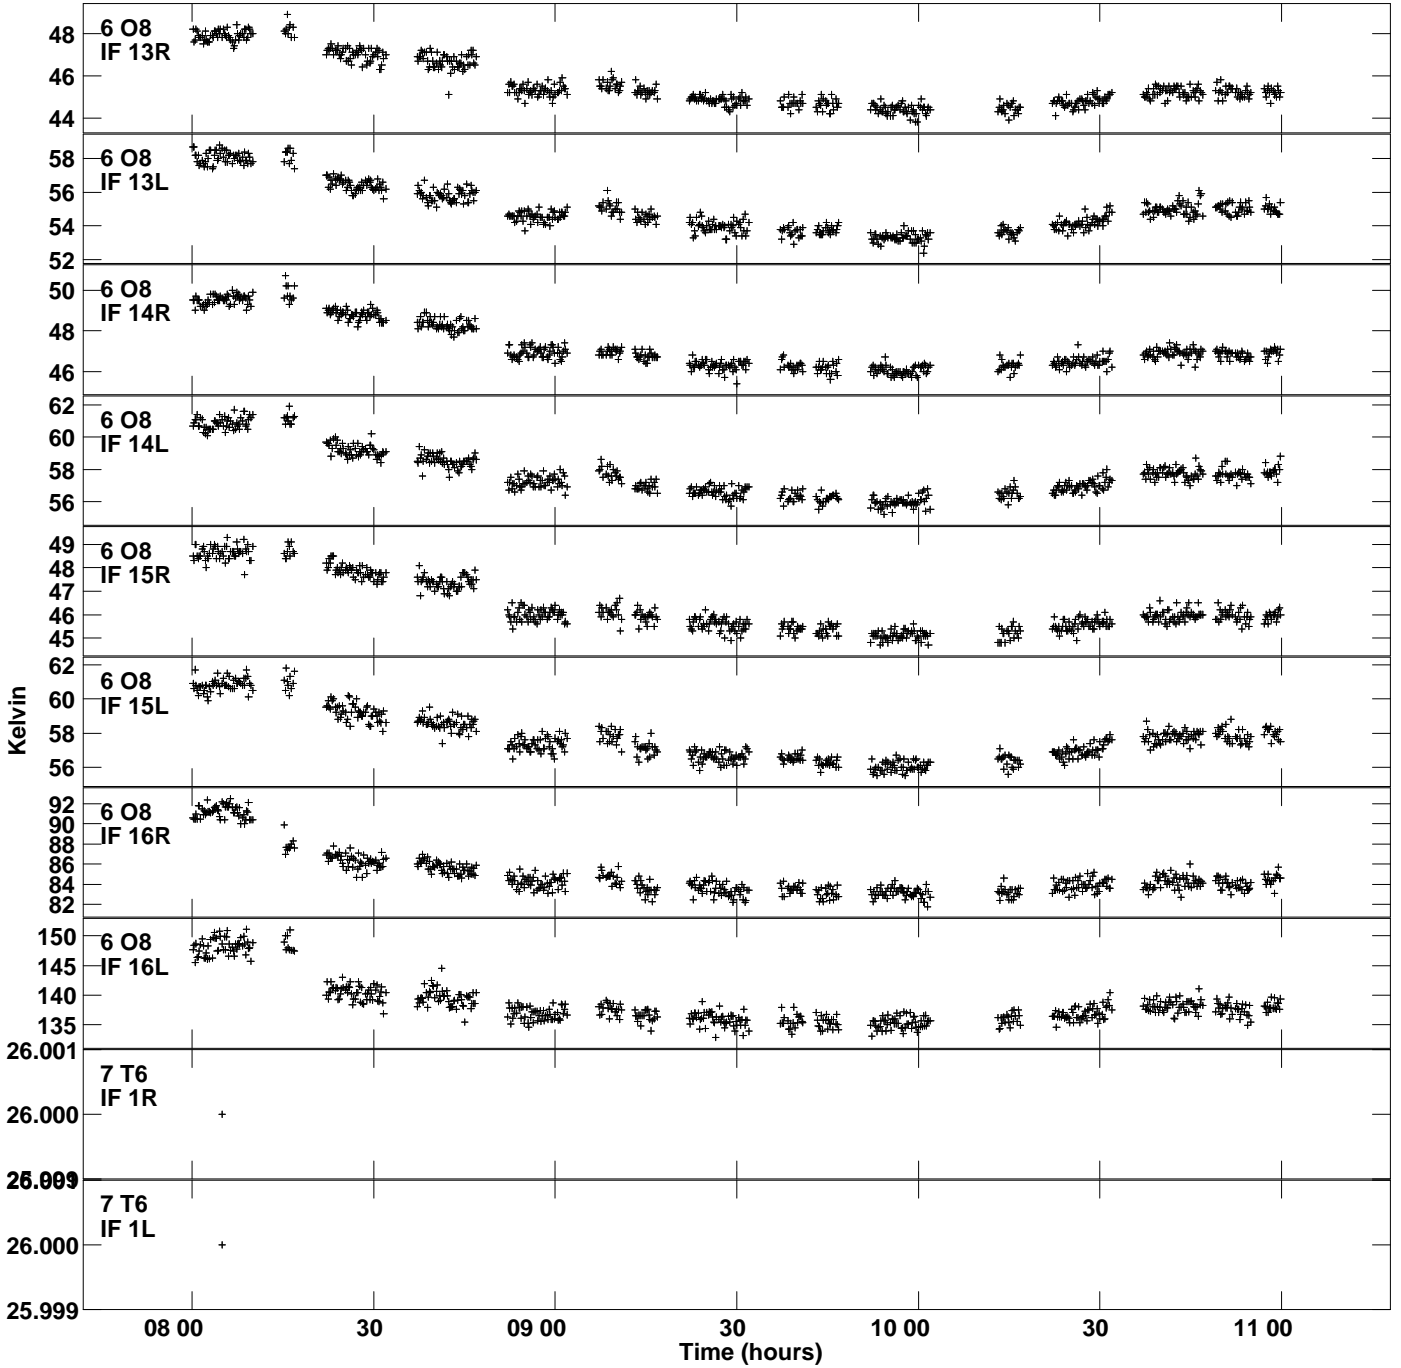 6 O8
IF 13R
48
46
44
6 O8
IF 13L
58
56
54
52
6 O8
IF 14R
50
48
46
6 O8
IF 14L
62
60
58
56
6 O8
IF 15R
49
48
47
46
45
6 O8
IF 15L
62
60
58
56
Kelvin
6 O8
IF 16R
92
90
88
86
84
82
6 O8
IF 16L
150
145
140
135
26.001
7 T6
IF 1R
26.000
7 T6
IF 1L
26.000
25.999
08 00 30 09 00 30 10 00 30 11 00
Time (hours)